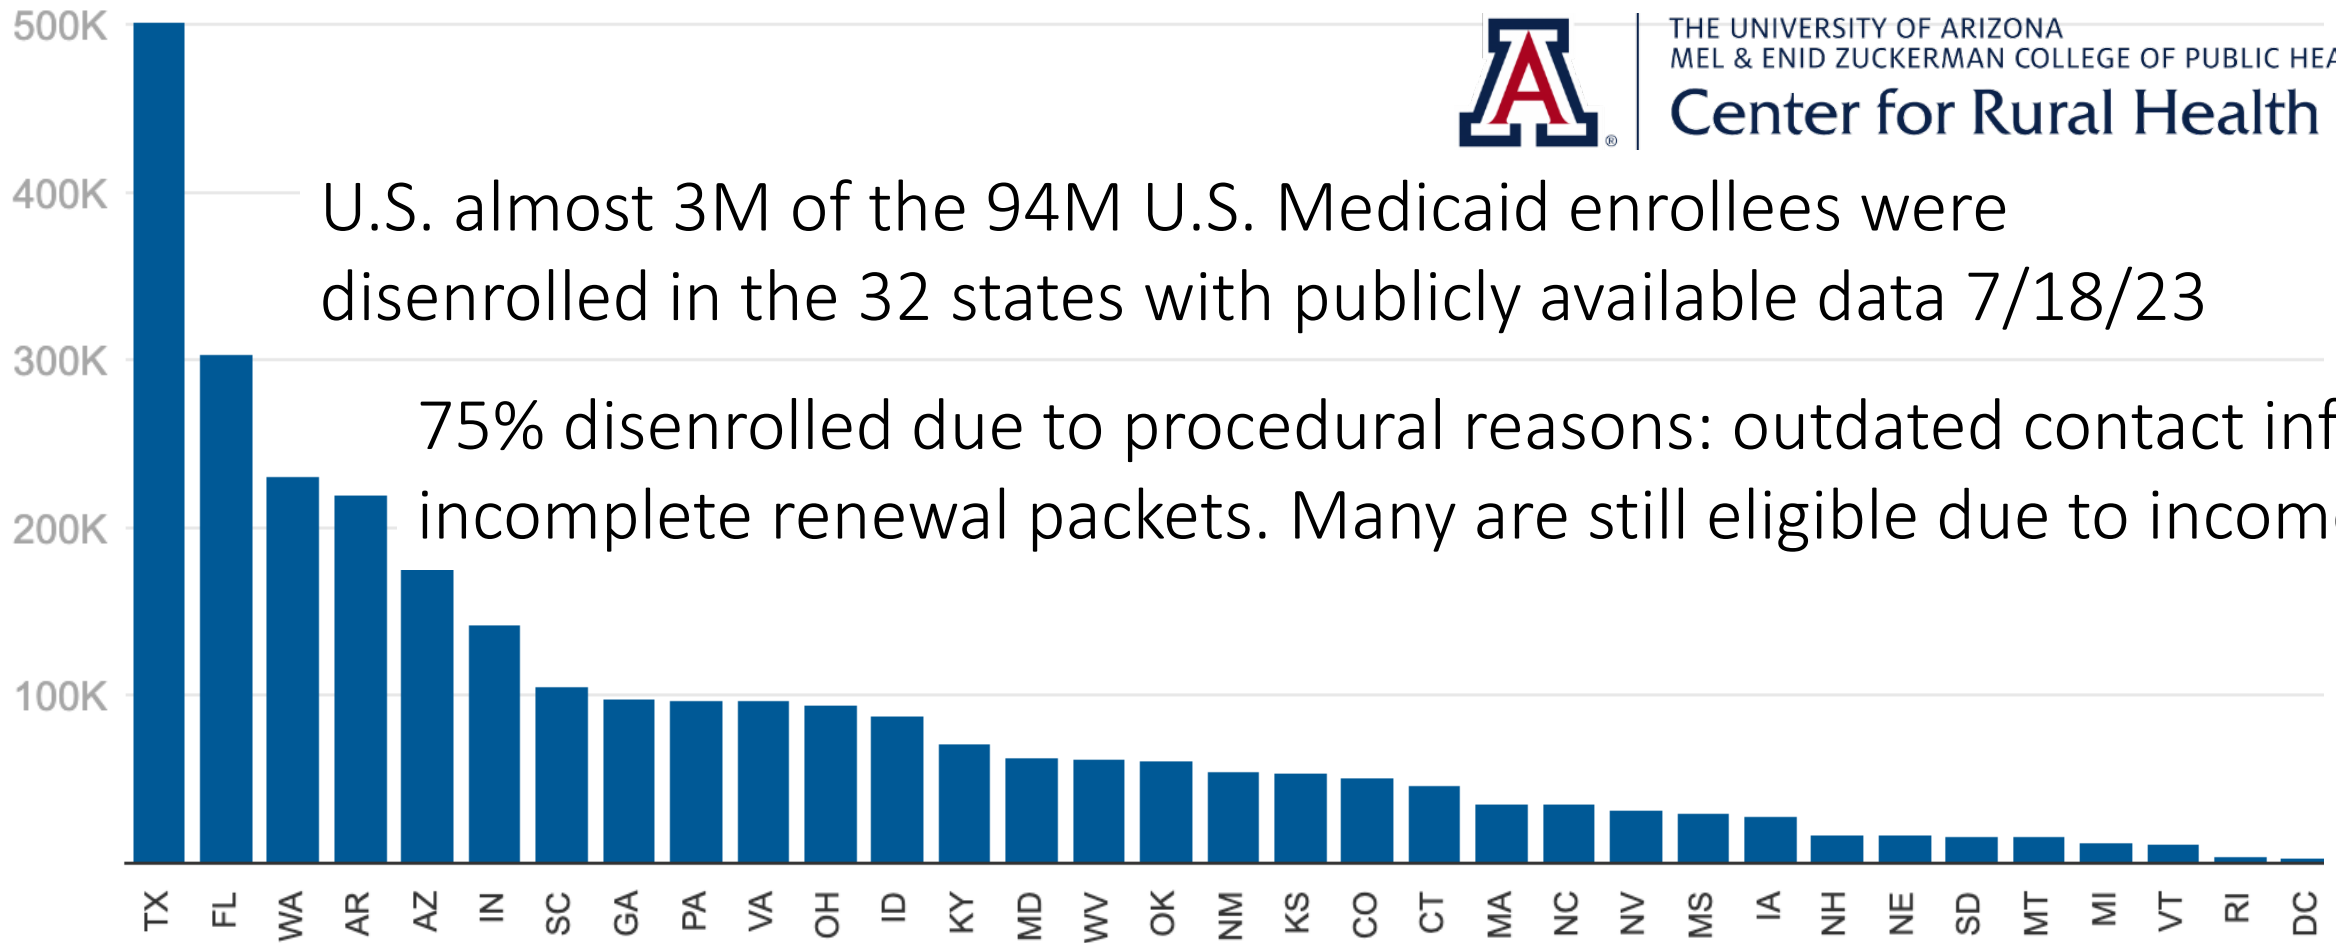 THE UNIVERSITY OF ARIZONA
MEL & ENID ZUCKERMAN COLLEGE OF PUBLIC HEA
Center for Rural Health
A
®
U.S. almost 3M of the 94M U.S. Medicaid enrollees were
disenrolled in the 32 states with publicly available data 7/18/23
75% disenrolled due to procedural reasons: outdated contact inf
incomplete renewal packets. Many are still eligible due to incom
500K
400K
300K
200K
100K
TX FL WA AR AZ IN SC GA PA VA OH ID KY MD WV OK NM KS CO CT MA NC NV MS IA NH NE SD MT MI VT RI DC